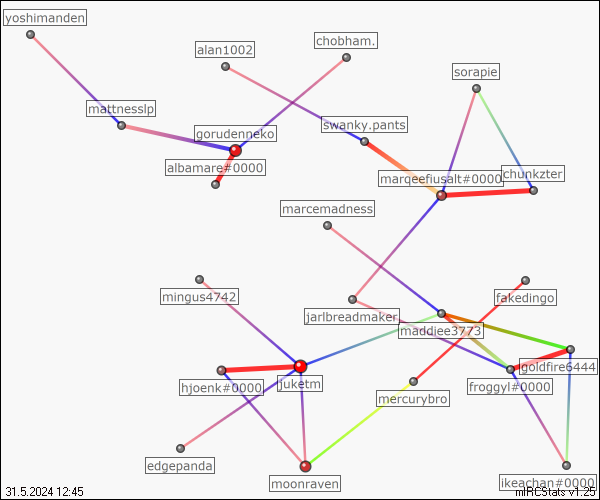 yoshimanden
alan1002
chobham.
sorapie
mattnesslp
swanky.pants
gorudenneko
albamare#0000
marqeefiusalt#0000
chunkzter
marcemadness
mingus4742
fakedingo
jarlbreadmaker
maddiee3773
goldfire6444
hjoenk#0000
juketm
froggyl#0000
mercurybro
edgepanda
moonraven
ikeachan#0000
31.5.2024 12:45
mIRCStats v1.25